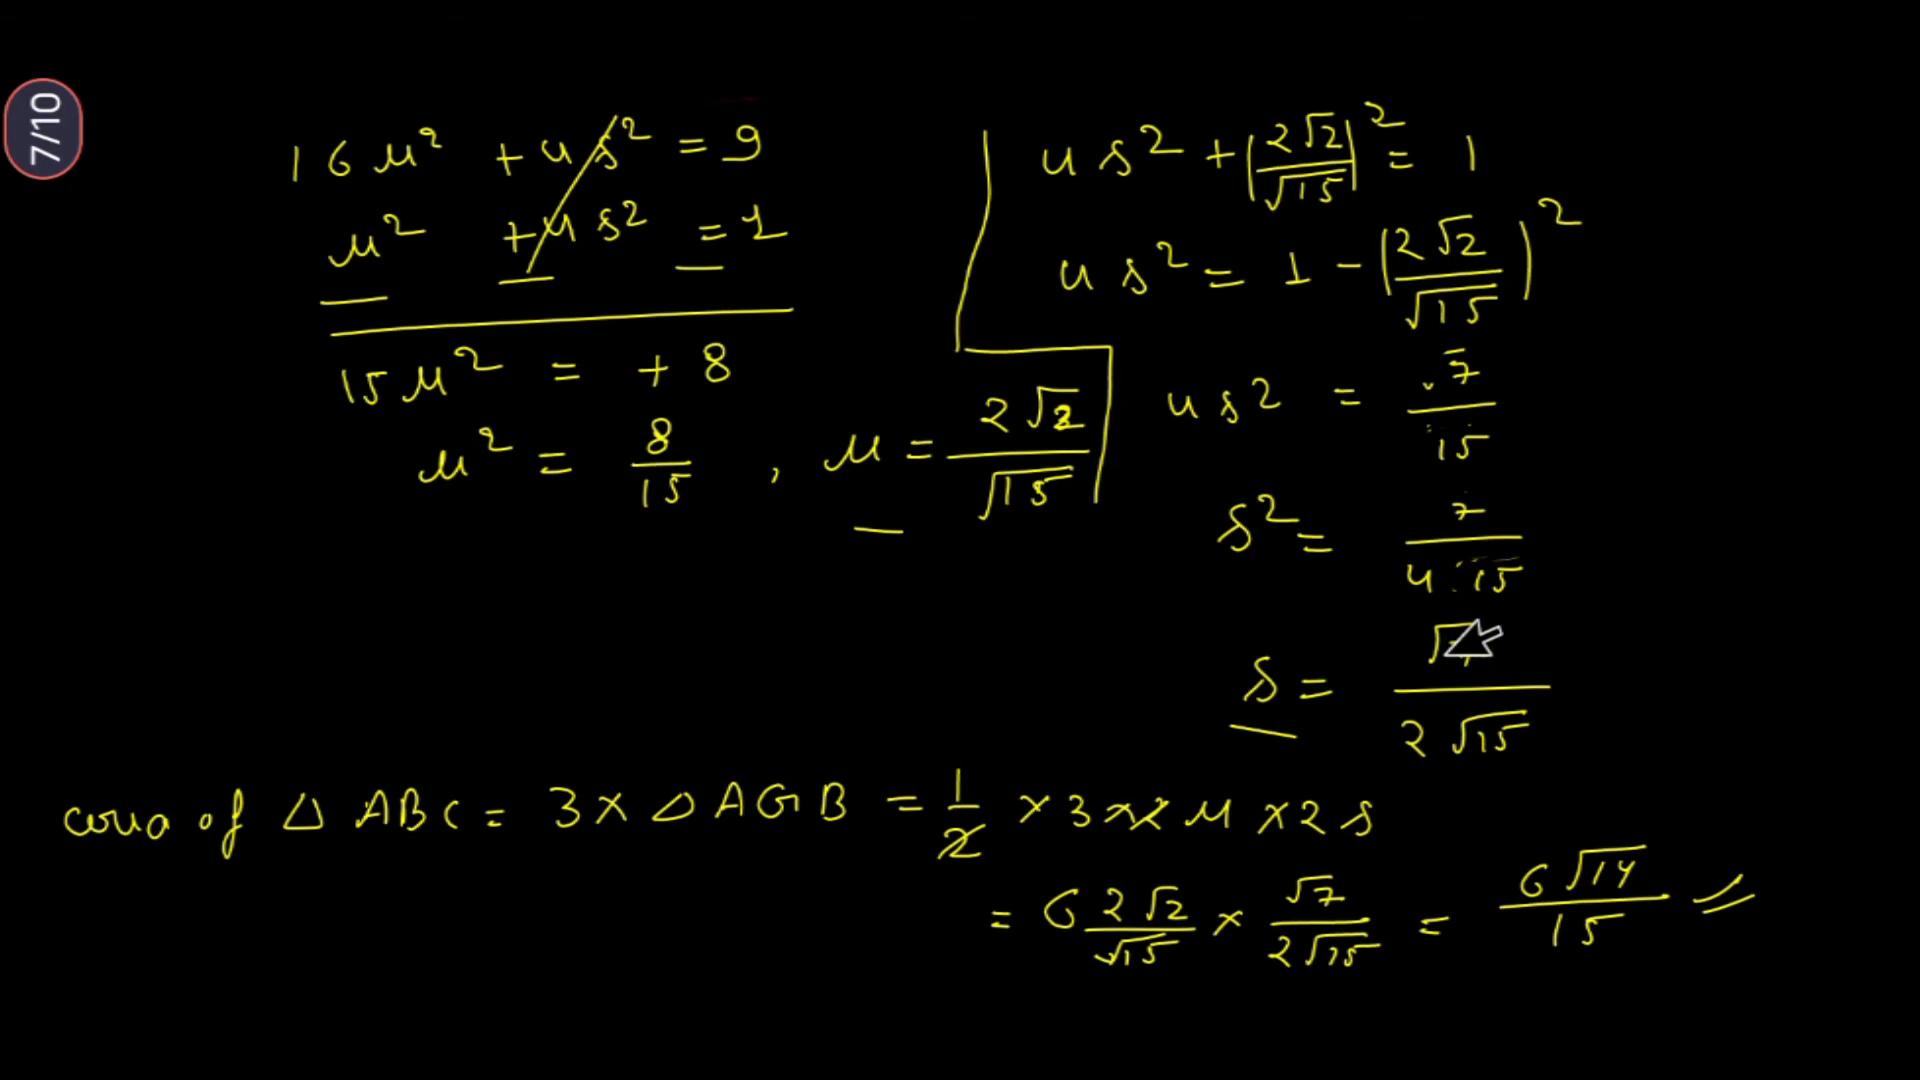 7/10
16μ² + 4s² = 9
μ² + 4s² = 1
15μ² = + 8
μ² = 8/15 , μ = 2√2/√15
4s² + (2√2/√15)² = 1
4s² = 1 - (2√2/√15)²
4s² = 7/15
s² = 7/4 15
s = √7/2√15
area of △ ABC = 3 × △ AGB = 1/2 × 3 × 2 μ × 2 s
= 6 2√2/√15 × √7/2√15 = 6√14/15